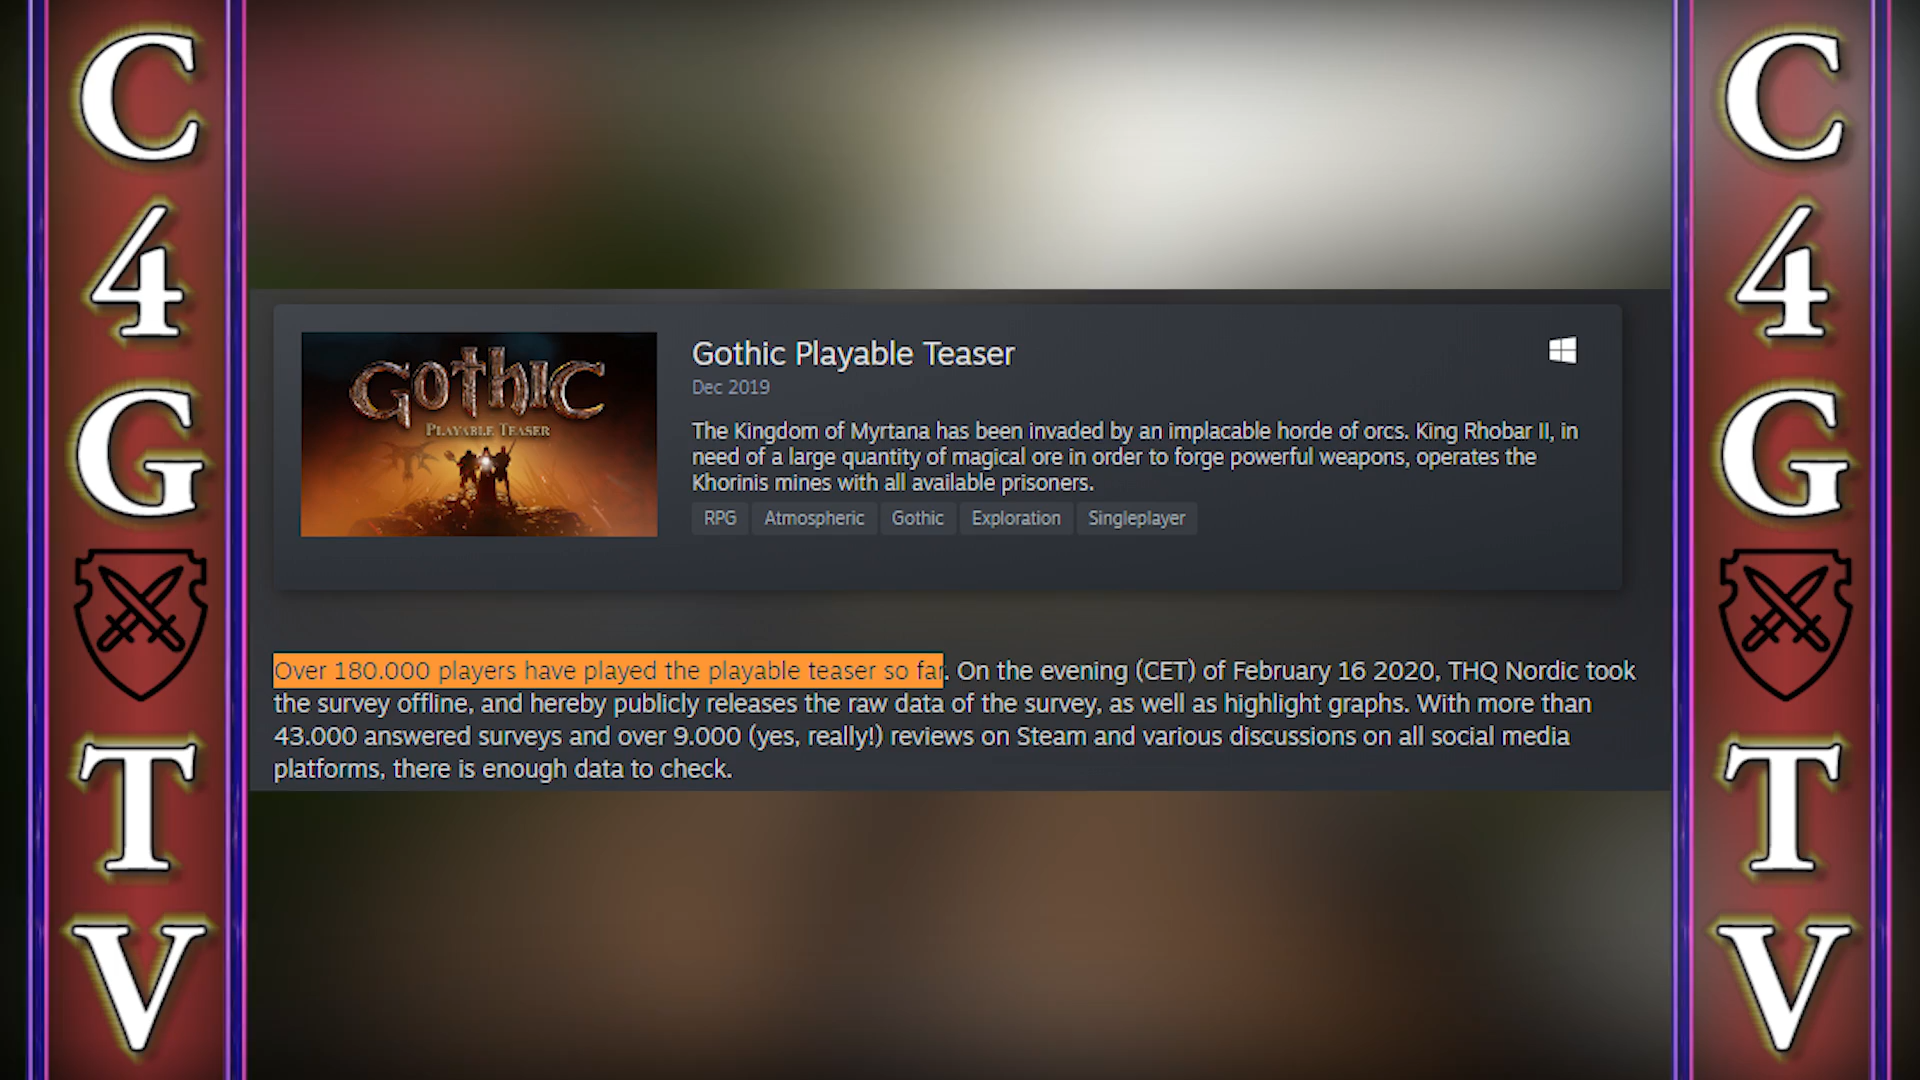 C4G TV
GOTHIC
PLAYABLE TEASER
Gothic Playable Teaser
Dec 2019
The Kingdom of Myrtana has been invaded by an implacable horde of orcs. King Rhobar II, in
need of a large quantity of magical ore in order to forge powerful weapons, operates the
Khorinis mines with all available prisoners.
RPG Atmospheric Gothic Exploration Singleplayer
Over 180.000 players have played the playable teaser so far. On the evening (CET) of February 16 2020, THQ Nordic took
the survey offline, and hereby publicly releases the raw data of the survey, as well as highlight graphs. With more than
43.000 answered surveys and over 9.000 (yes, really!) reviews on Steam and various discussions on all social media
platforms, there is enough data to check.
C4G TV